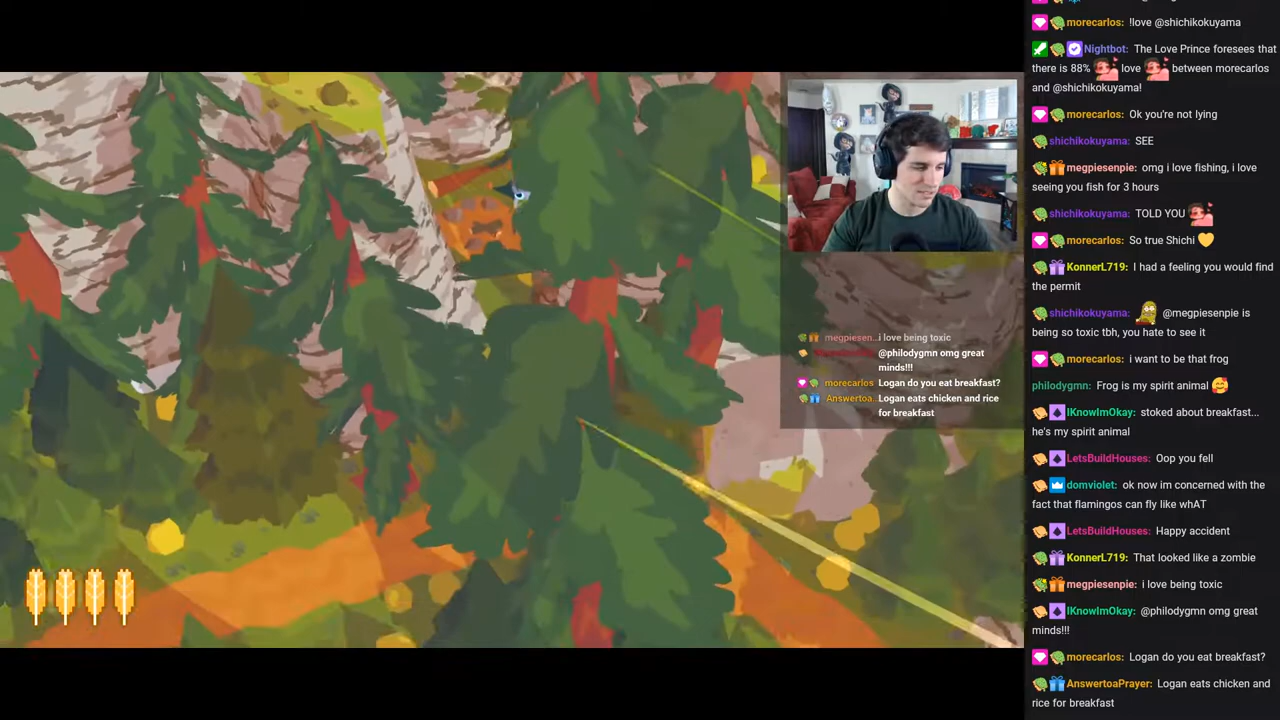 megpiesen... i love being toxic
@philodygmn omg great
minds!!!
morecarlos Logan do you eat breakfast?
Answertoa... Logan eats chicken and rice
for breakfast
morecarlos: !love @shichikokuyama
Nightbot: The Love Prince foresees that
there is 88% love between morecarlos
and @shichikokuyama!
morecarlos: Ok you're not lying
shichikokuyama: SEE
megpiesenpie: omg i love fishing, i love
seeing you fish for 3 hours
shichikokuyama: TOLD YOU
morecarlos: So true Shichi
KonnerL719: I had a feeling you would find
the permit
shichikokuyama: @megpiesenpie is
being so toxic tbh, you hate to see it
morecarlos: i want to be that frog
philodygmn: Frog is my spirit animal
IKnowImOkay: stoked about breakfast...
he's my spirit animal
LetsBuildHouses: Oop you fell
domviolet: ok now im concerned with the
fact that flamingos can fly like whAT
LetsBuildHouses: Happy accident
KonnerL719: That looked like a zombie
megpiesenpie: i love being toxic
IKnowImOkay: @philodygmn omg great
minds!!!
morecarlos: Logan do you eat breakfast?
AnswertoaPrayer: Logan eats chicken and
rice for breakfast